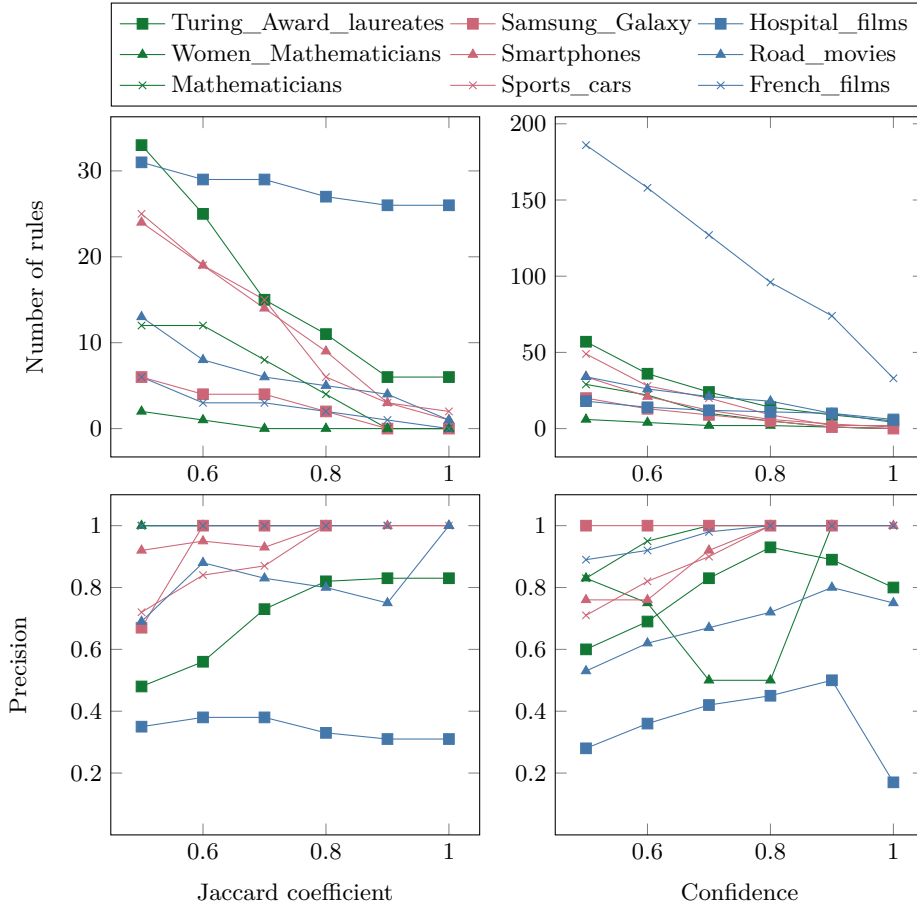 Turing_Award_laureates Samsung_Galaxy Hospital_films
Women_Mathematicians Smartphones Road_movies
Mathematicians Sports_cars French_films
Number of rules
30
20
10
0
0.6 0.8 1
200
150
100
50
0
0.6 0.8 1
Precision
1
0.8
0.6
0.4
0.2
0.6 0.8 1
Jaccard coefficient
1
0.8
0.6
0.4
0.2
0.6 0.8 1
Confidence